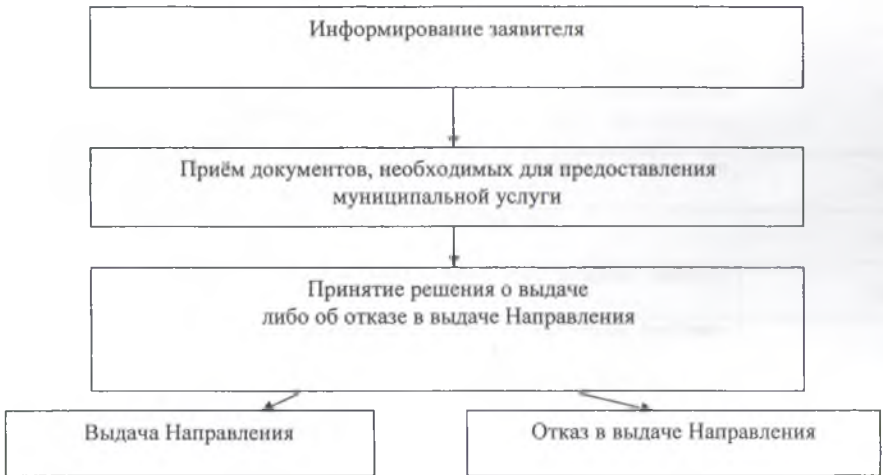 Информирование заявителя
Приём документов, необходимых для предоставления
муниципальной услуги
Принятие решения о выдаче
либо об отказе в выдаче Направления
Выдача Направления
Отказ в выдаче Направления